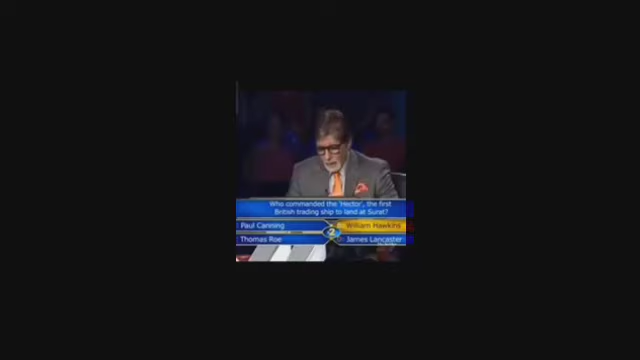 Who commanded the 'Hector', the first
British trading ship to land at Surat?
Paul Canning
William Hawkins
2
Thomas Roe
James Lancaster